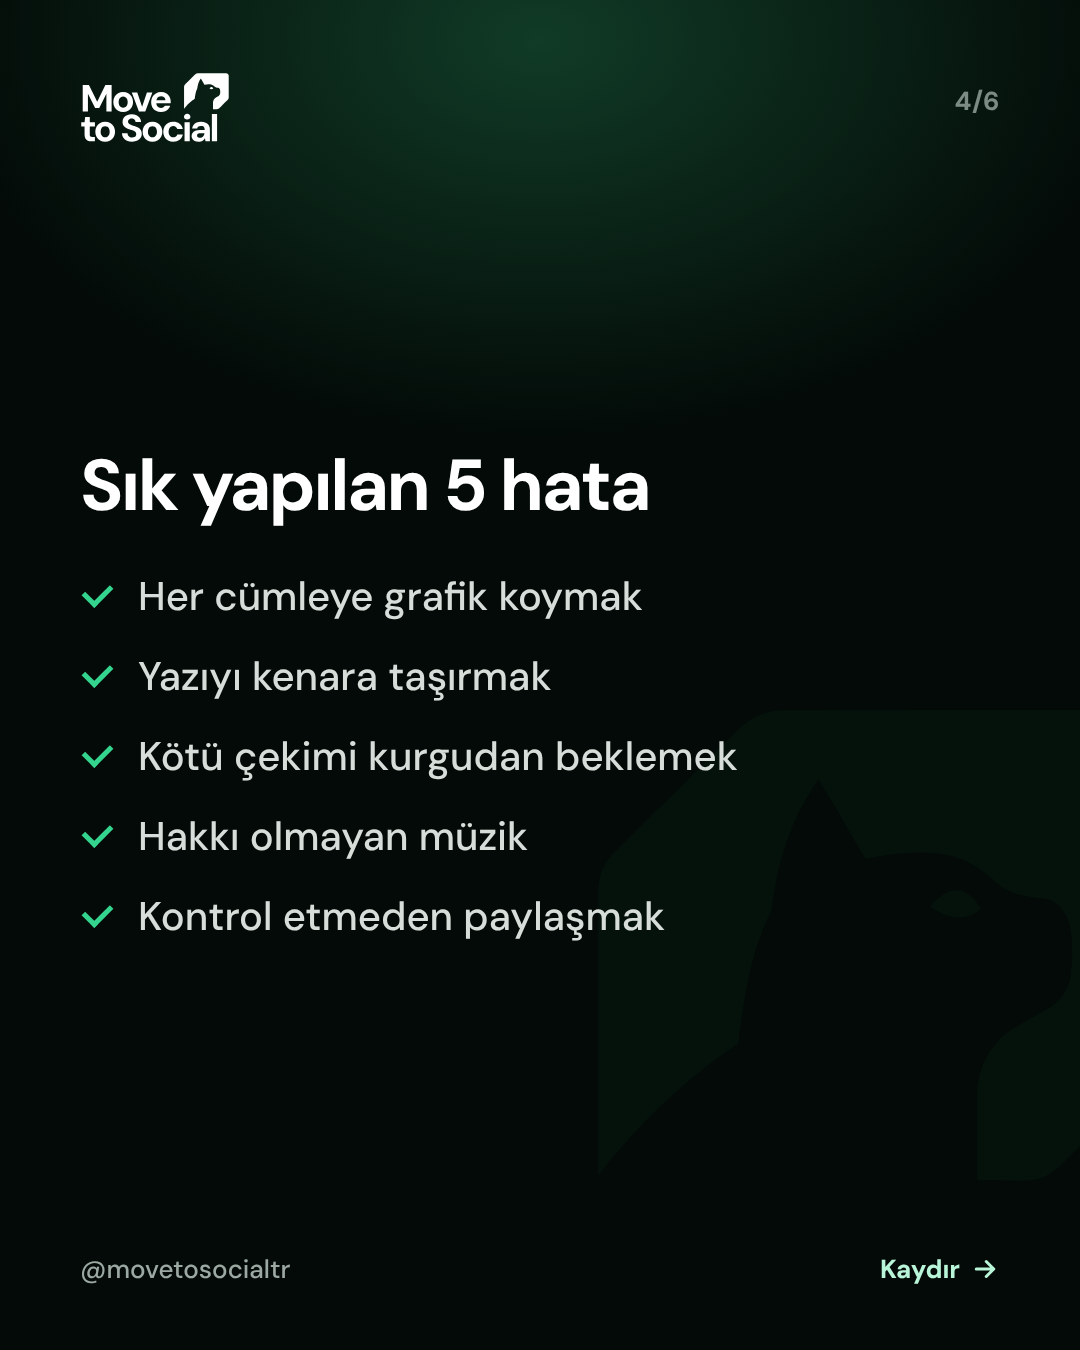 Move
to Social
4/6
Sık yapılan 5 hata
Her cümleye grafik koymak
Yazıyı kenara taşırmak
Kötü çekimi kurgudan beklemek
Hakkı olmayan müzik
Kontrol etmeden paylaşmak
@movetosocialtr
Kaydır →